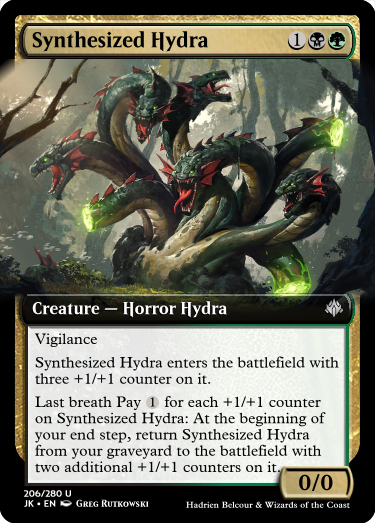 Synthesized Hydra 1
Creature — Horror Hydra
Vigilance
Synthesized Hydra enters the battlefield with
three +1/+1 counter on it.
Last breath Pay 1 for each +1/+1 counter
on Synthesized Hydra: At the beginning of
your end step, return Synthesized Hydra
from your graveyard to the battlefield with
two additional +1/+1 counters on it.
0/0
206/280 U
JK • EN Greg Rutkowski
Hadrien Belcour & Wizards of the Coast